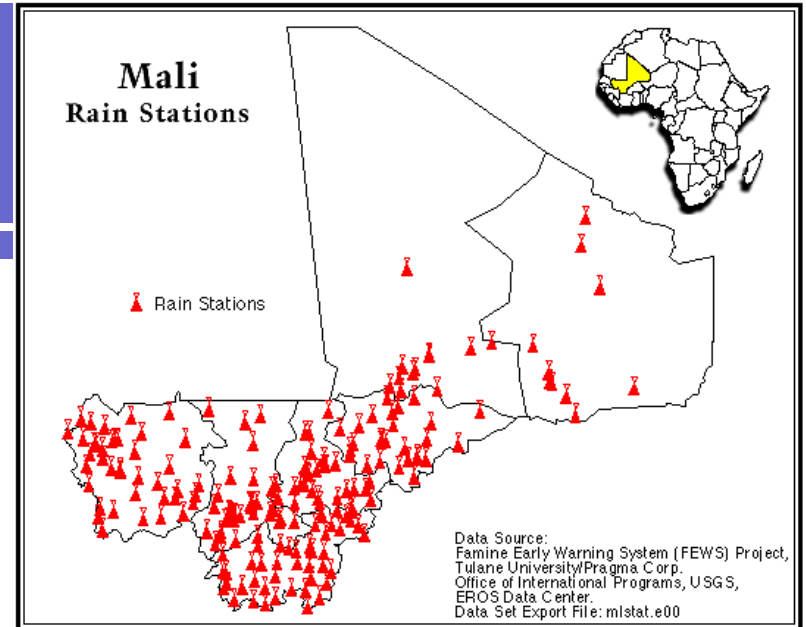 Mali
Rain Stations
Rain Stations
Data Source:
Famine Early Warning System (FEWS) Project,
Tulane University/Pragma Corp.
Office of International Programs, USGS,
EROS Data Center.
Data Set Export File: mlstat.e00